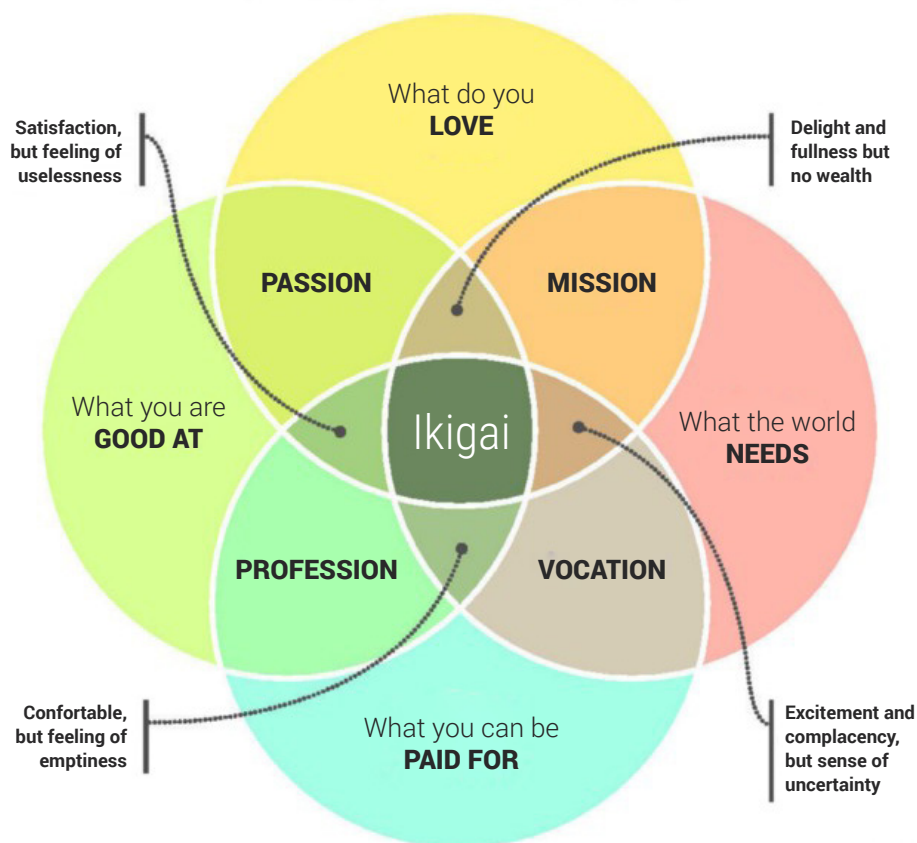 What do you
LOVE
Satisfaction,
but feeling of
uselessness
Delight and
fullness but
no wealth
PASSION
MISSION
What you are
GOOD AT
Ikigai
What the world
NEEDS
PROFESSION
VOCATION
Confortable,
but feeling of
emptiness
What you can be
PAID FOR
Excitement and
complacency,
but sense of
uncertainty